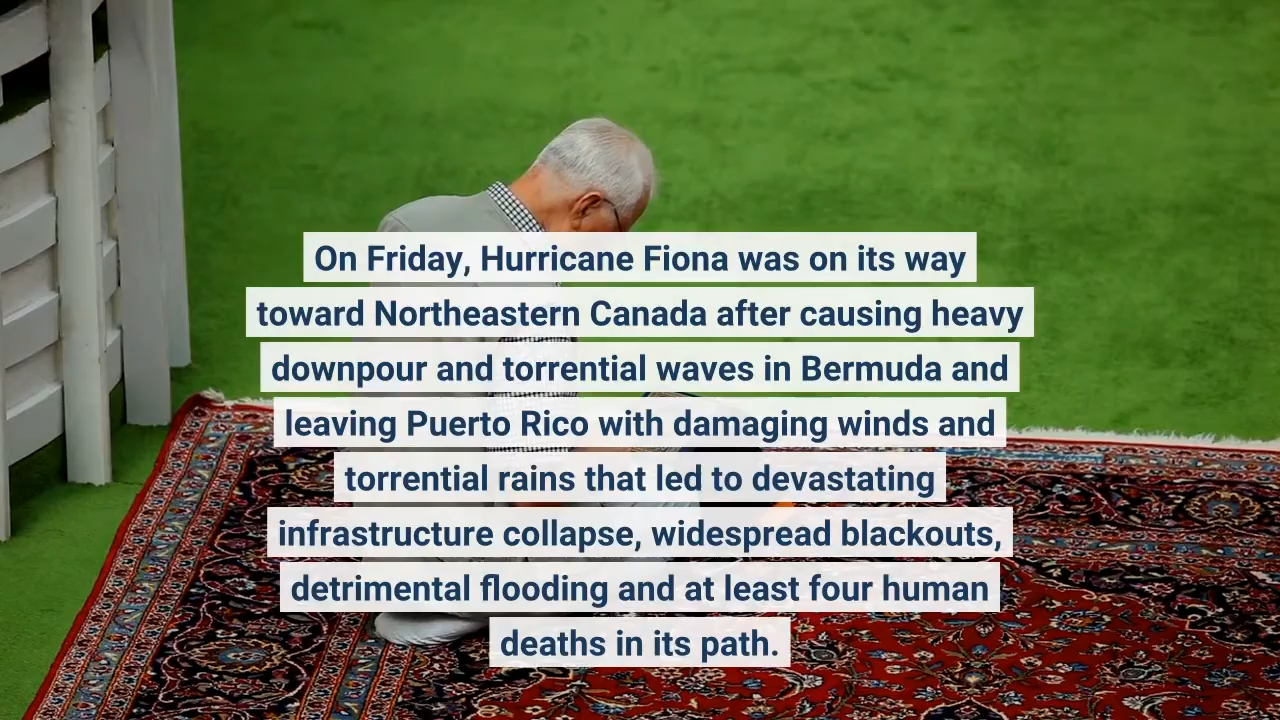 On Friday, Hurricane Fiona was on its way
toward Northeastern Canada after causing heavy
downpour and torrential waves in Bermuda and
leaving Puerto Rico with damaging winds and
torrential rains that led to devastating
infrastructure collapse, widespread blackouts,
detrimental flooding and at least four human
deaths in its path.